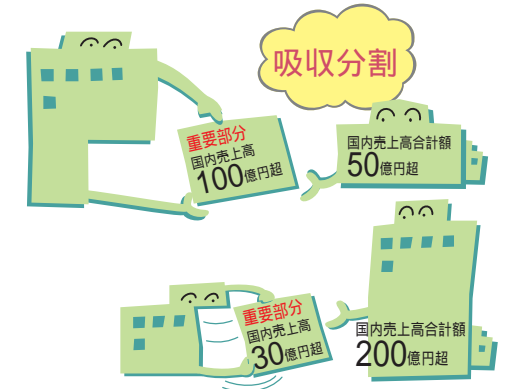 吸収分割
重要部分
国内売上高
100億円超
国内売上高合計額
50億円超
重要部分
国内売上高
30億円超
国内売上高合計額
200億円超